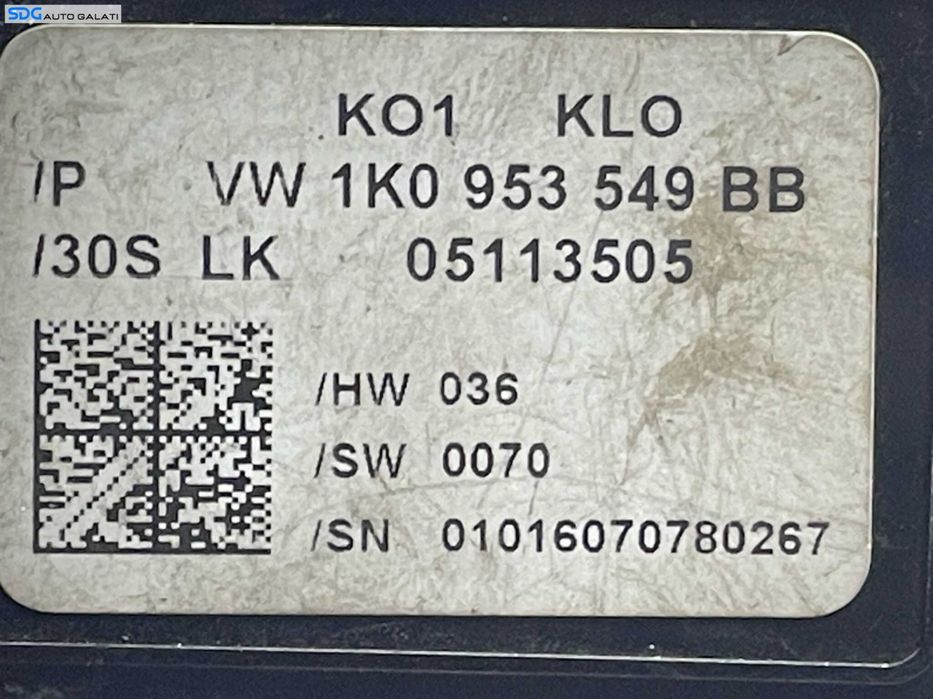 SDG AUTO GALATI
KO1 KLO
/P VW 1K0 953 549 BB
/30S LK 05113505
/HW 036
/SW 0070
/SN 01016070780267